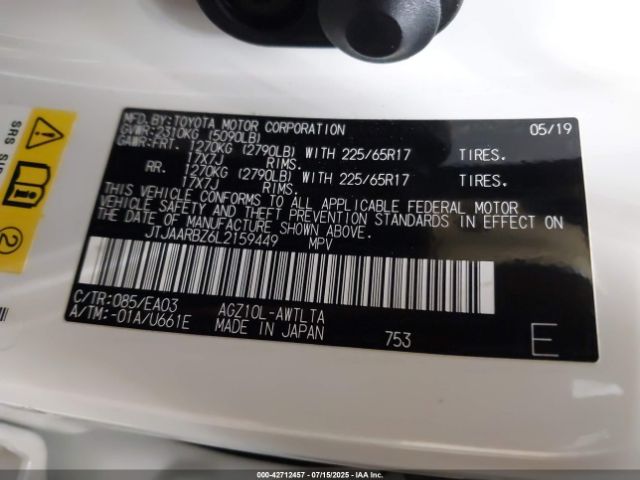 MFD.BY:TOYOTA MOTOR CORPORATION 05/19
GVWR:2310KG (5090LB)
GAWR:FRT. 1270KG (2790LB) WITH 225/65R17 TIRES.
17X7J RIMS.
RR. 1270KG (2790LB) WITH 225/65R17 TIRES.
17X7J RIMS.
THIS VEHICLE CONFORMS TO ALL APPLICABLE FEDERAL MOTOR
VEHICLE SAFETY AND THEFT PREVENTION STANDARDS IN EFFECT ON
THE DATE OF MANUFACTURE SHOWN ABOVE.
JTJAARBZ6L2159449 MPV
C/TR:085/EA03 AGZ10L-AWTLTA
A/TM:-01A/U661E MADE IN JAPAN 753 E
SRS
2
000-42712457 - 07/15/2025 - IAA Inc.